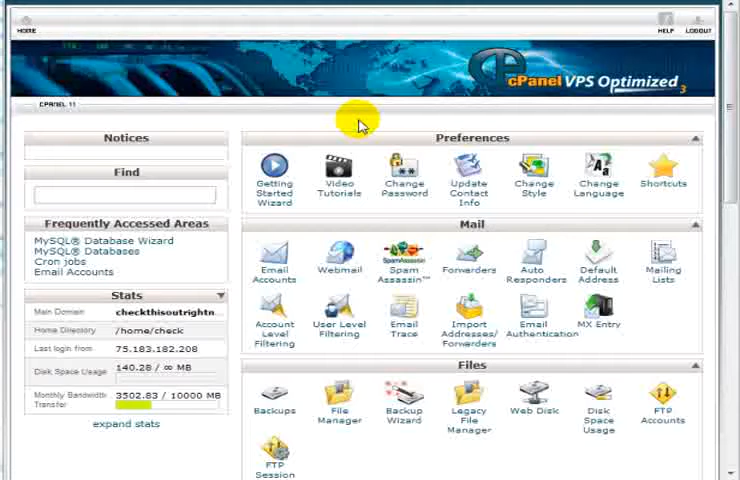 HOME
HELP
LOGOUT
cPanel VPS Optimized 3
CPANEL 11
Notices
Find
Frequently Accessed Areas
MySQL® Database Wizard
MySQL® Databases
Cron jobs
Email Accounts
Stats
Main Domain checkthisoutrightn...
Home Directory /home/check
Last login from 75.183.182.208
Disk Space Usage 140.28 / ∞ MB
Monthly Bandwidth Transfer 3502.83 / 10000 MB
expand stats
Preferences
Getting Started Wizard
Video Tutorials
Change Password
Update Contact Info
Change Style
Change Language
Shortcuts
Mail
Email Accounts
Webmail
SpamAssassin
Spam Assassin™
Forwarders
Auto Responders
Default Address
Mailing Lists
Account Level Filtering
User Level Filtering
Email Trace
Import Addresses/ Forwarders
Email Authentication
MX Entry
Files
Backups
File Manager
Backup Wizard
Legacy File Manager
Web Disk
Disk Space Usage
FTP Accounts
FTP Session